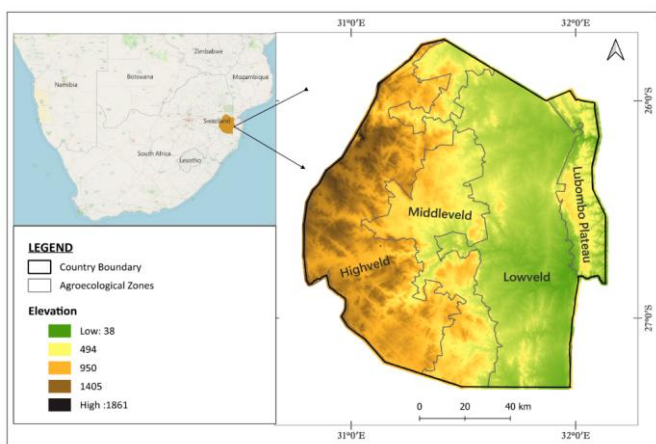 Zimbabwe
Mozambique
Namibia
Botswana
Swaziland
South Africa
Lesotho
LEGEND
Country Boundary
Agroecological Zones
Elevation
Low: 38
494
950
1405
High :1861
31°0'E
32°0'E
26°0'S
27°0'S
Middleveld
Highveld
Lowveld
Lubombo Plateau
0 20 40 km
31°0'E
32°0'E